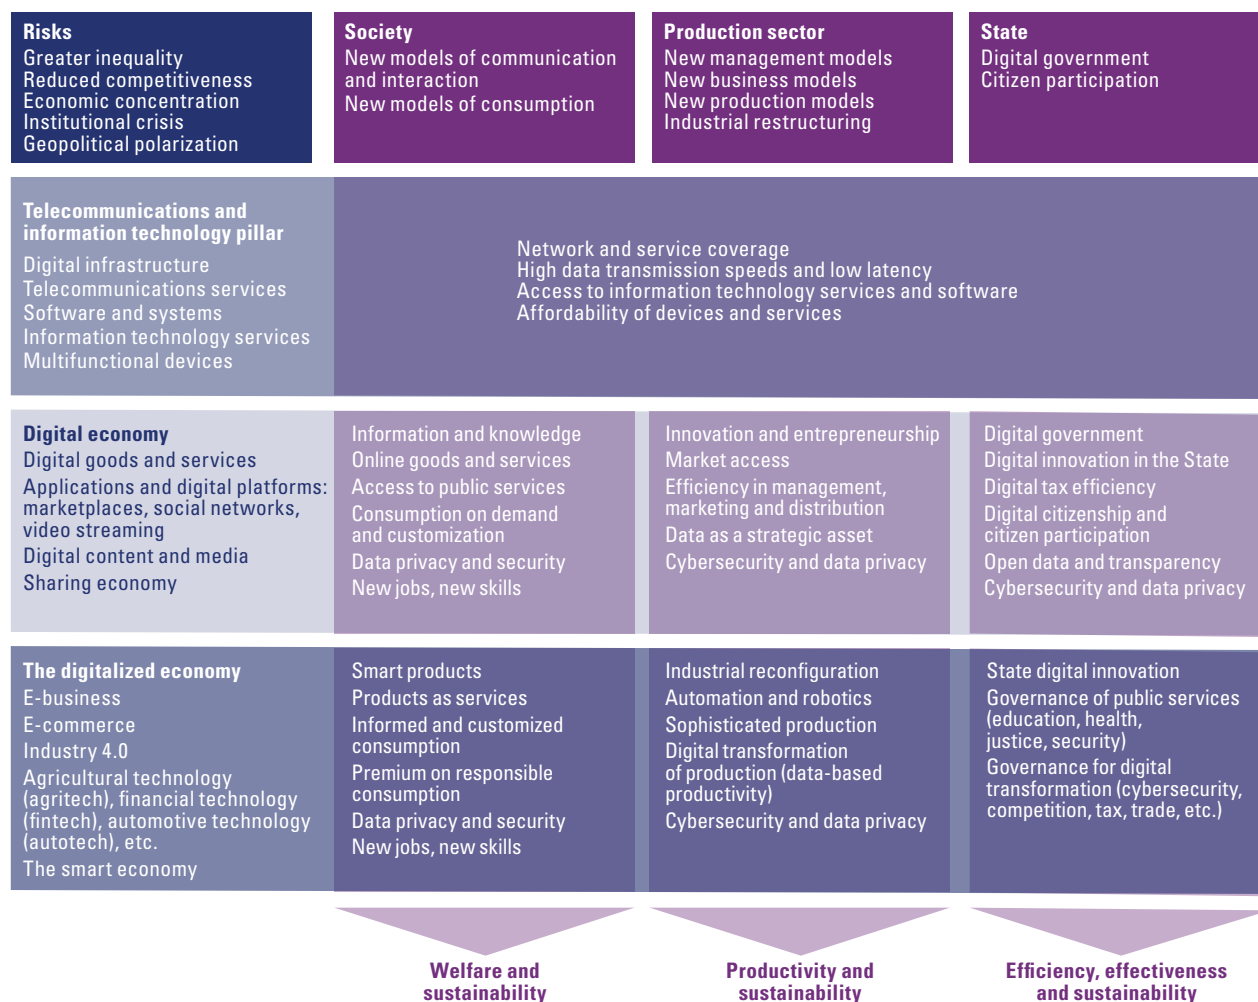 Risks
Greater inequality
Reduced competitiveness
Economic concentration
Institutional crisis
Geopolitical polarization
Society
New models of communication
and interaction
New models of consumption
Production sector
New management models
New business models
New production models
Industrial restructuring
State
Digital government
Citizen participation
Telecommunications and
information technology pillar
Digital infrastructure
Telecommunications services
Software and systems
Information technology services
Multifunctional devices
Network and service coverage
High data transmission speeds and low latency
Access to information technology services and software
Affordability of devices and services
Digital economy
Digital goods and services
Applications and digital platforms:
marketplaces, social networks,
video streaming
Digital content and media
Sharing economy
Information and knowledge
Online goods and services
Access to public services
Consumption on demand
and customization
Data privacy and security
New jobs, new skills
Innovation and entrepreneurship
Market access
Efficiency in management,
marketing and distribution
Data as a strategic asset
Cybersecurity and data privacy
Digital government
Digital innovation in the State
Digital tax efficiency
Digital citizenship and
citizen participation
Open data and transparency
Cybersecurity and data privacy
The digitalized economy
E-business
E-commerce
Industry 4.0
Agricultural technology
(agritech), financial technology
(fintech), automotive technology
(autotech), etc.
The smart economy
Smart products
Products as services
Informed and customized
consumption
Premium on responsible
consumption
Data privacy and security
New jobs, new skills
Industrial reconfiguration
Automation and robotics
Sophisticated production
Digital transformation
of production (data-based
productivity)
Cybersecurity and data privacy
State digital innovation
Governance of public services
(education, health,
justice, security)
Governance for digital
transformation (cybersecurity,
competition, tax, trade, etc.)
Welfare and
sustainability
Productivity and
sustainability
Efficiency, effectiveness
and sustainability